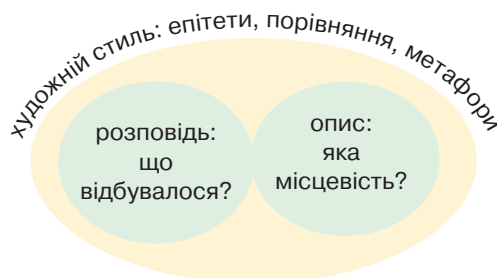 художній стиль: епітети, порівняння, метафори
розповідь:
що
відбувалося?
опис:
яка
місцевість?